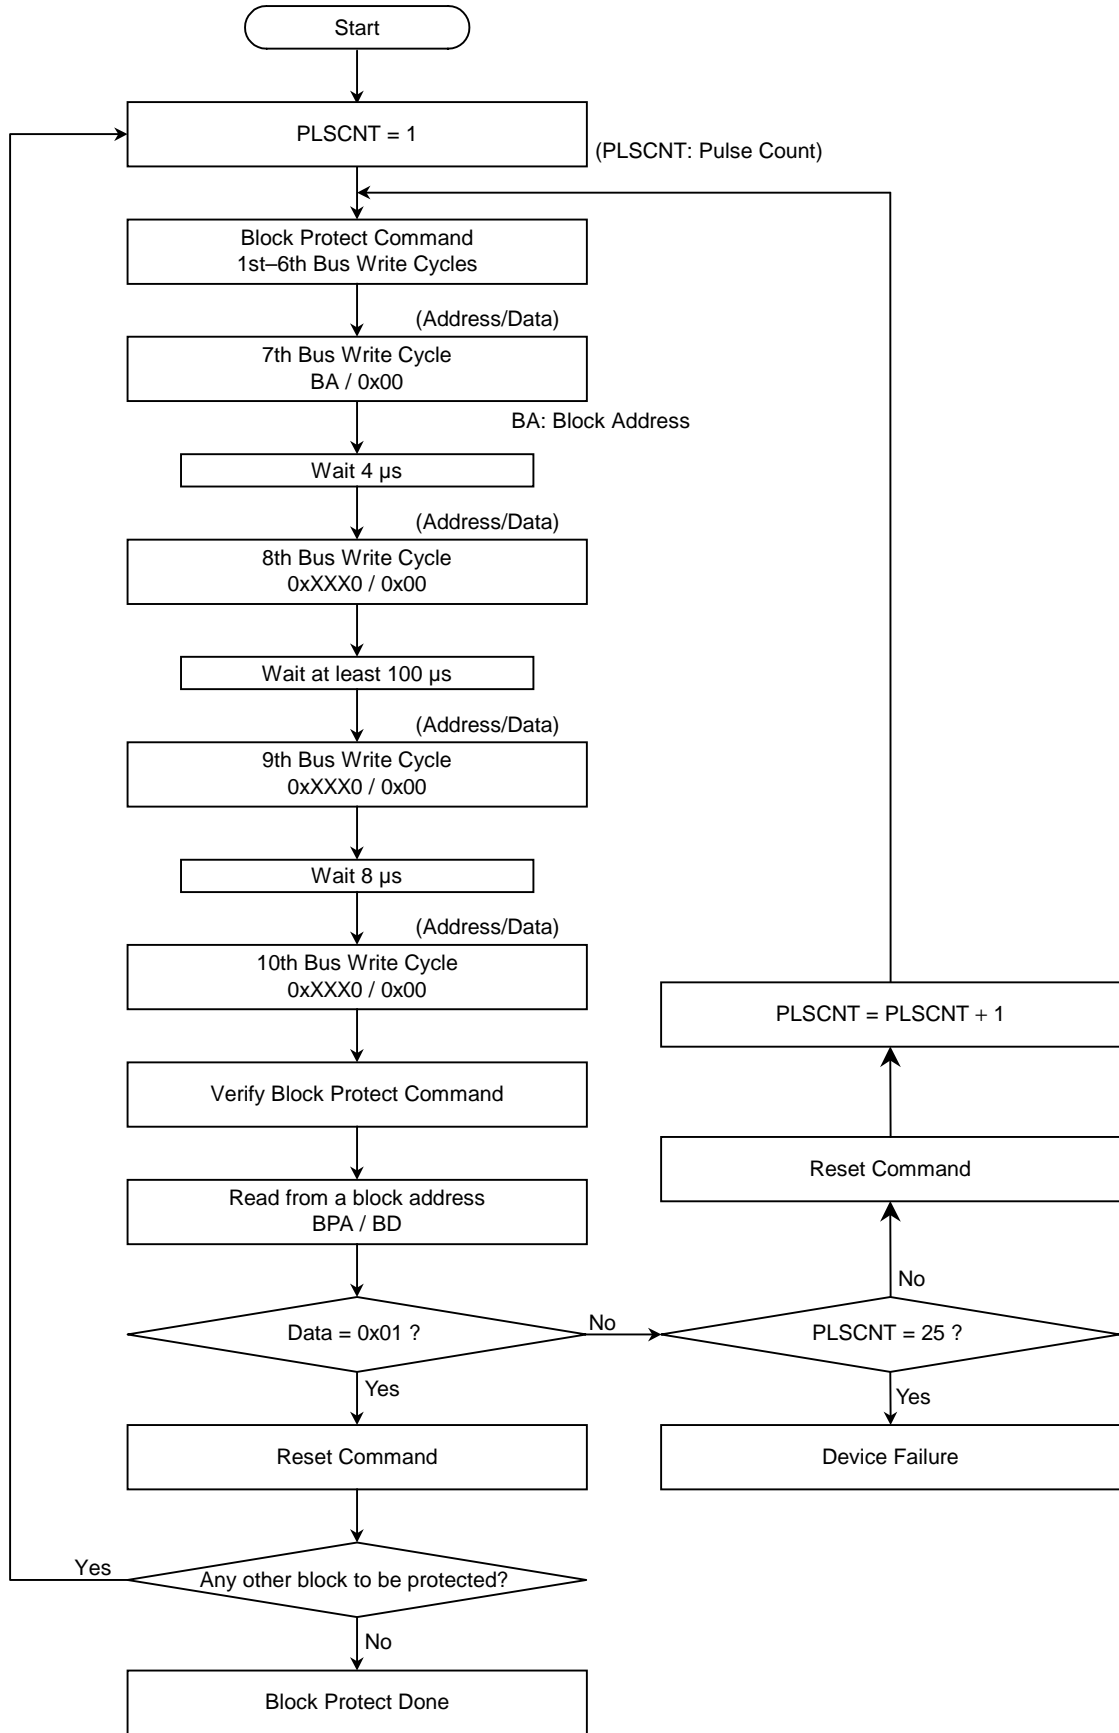 Start
PLSCNT = 1
(PLSCNT: Pulse Count)
Block Protect Command
1st–6th Bus Write Cycles
(Address/Data)
7th Bus Write Cycle
BA / 0x00
BA: Block Address
Wait 4 μs
(Address/Data)
8th Bus Write Cycle
0xXXX0 / 0x00
Wait at least 100 μs
(Address/Data)
9th Bus Write Cycle
0xXXX0 / 0x00
Wait 8 μs
(Address/Data)
10th Bus Write Cycle
0xXXX0 / 0x00
PLSCNT = PLSCNT + 1
Verify Block Protect Command
Reset Command
Read from a block address
BPA / BD
No
Data = 0x01 ?
No
PLSCNT = 25 ?
Yes
Yes
Reset Command
Device Failure
Yes
Any other block to be protected?
No
Block Protect Done